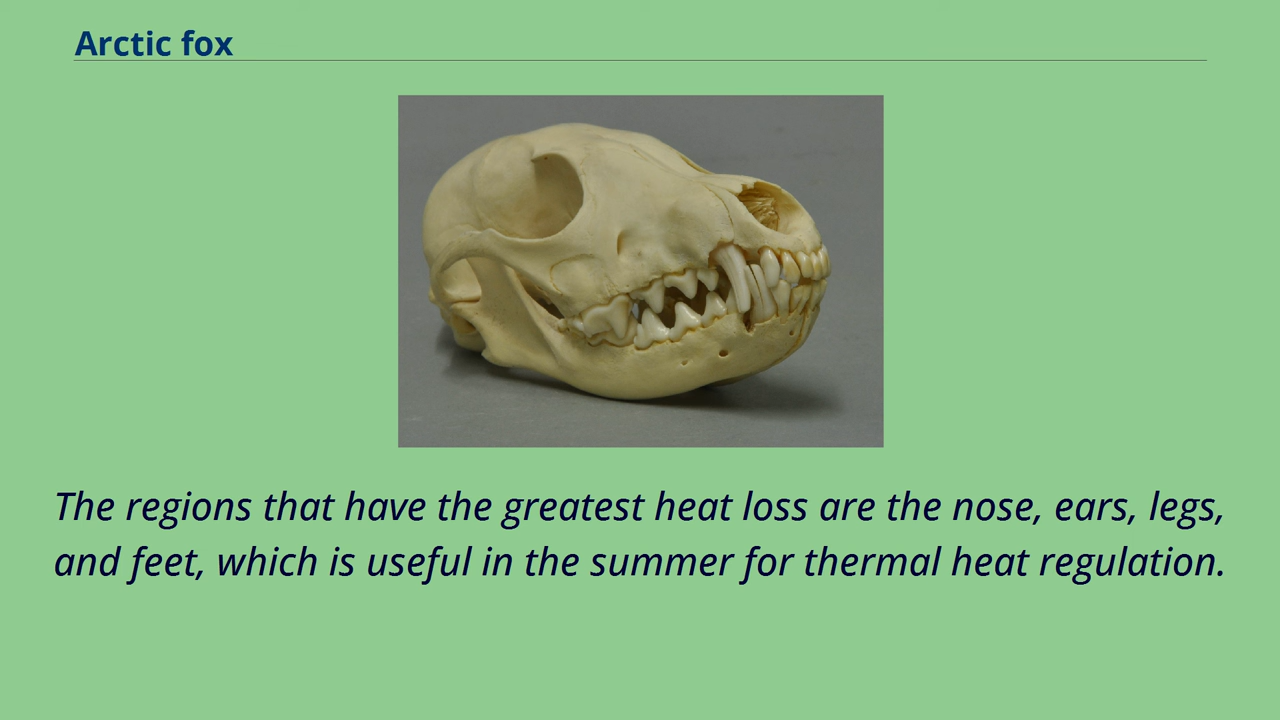 Arctic fox
The regions that have the greatest heat loss are the nose, ears, legs,
and feet, which is useful in the summer for thermal heat regulation.